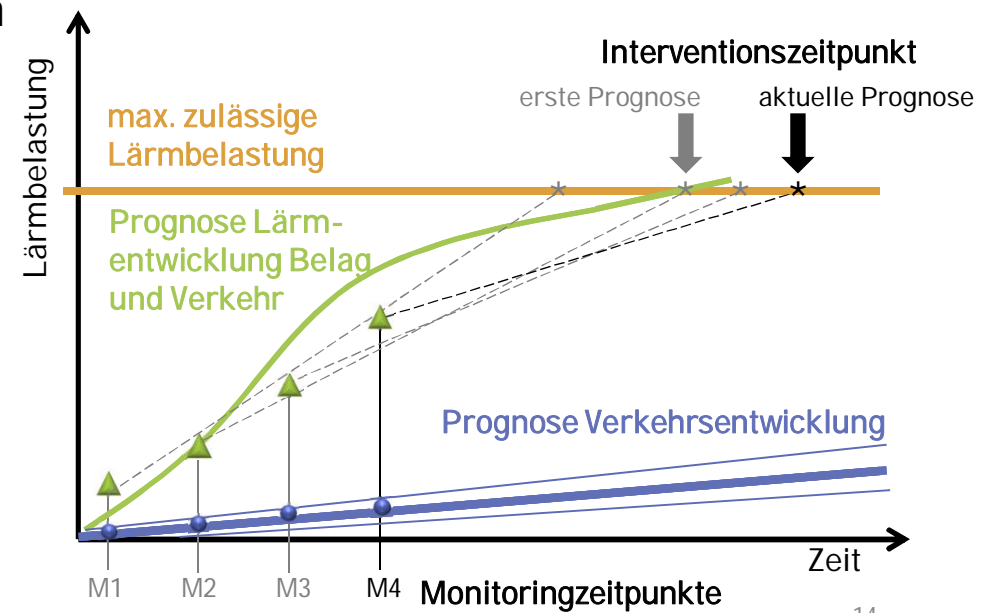 Interventionszeitpunkt
erste Prognose
aktuelle Prognose
max. zulässige
Lärmbelastung
Lärmbelastung
Prognose Lärm-
entwicklung Belag
und Verkehr
Prognose Verkehrsentwicklung
Zeit
M1
M2
M3
M4
Monitoringzeitpunkte